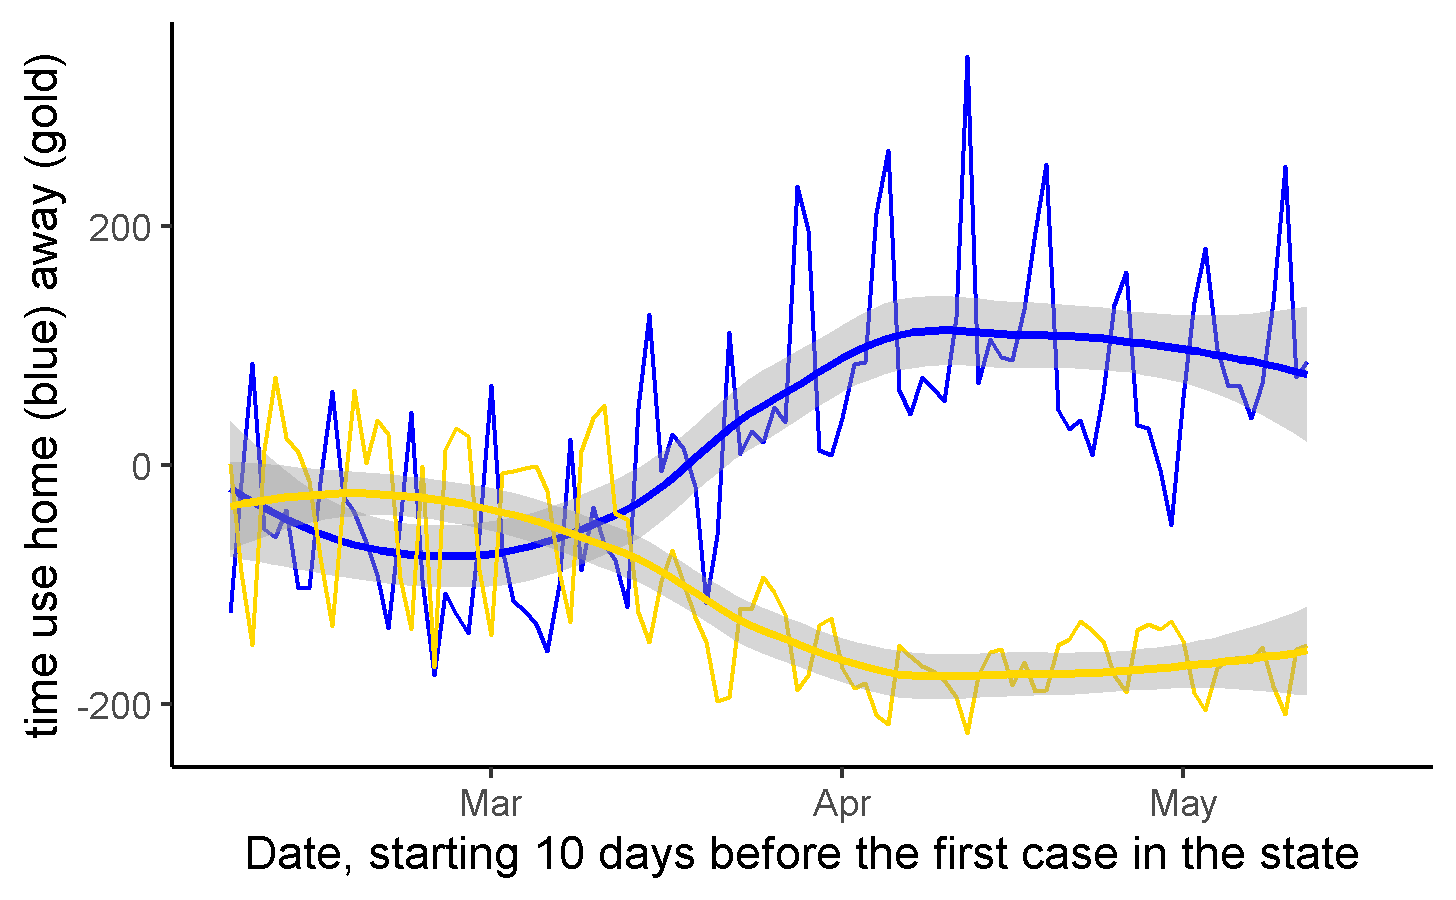 time use home (blue) away (gold)
200
0
-200
Mar
Apr
May
Date, starting 10 days before the first case in the state